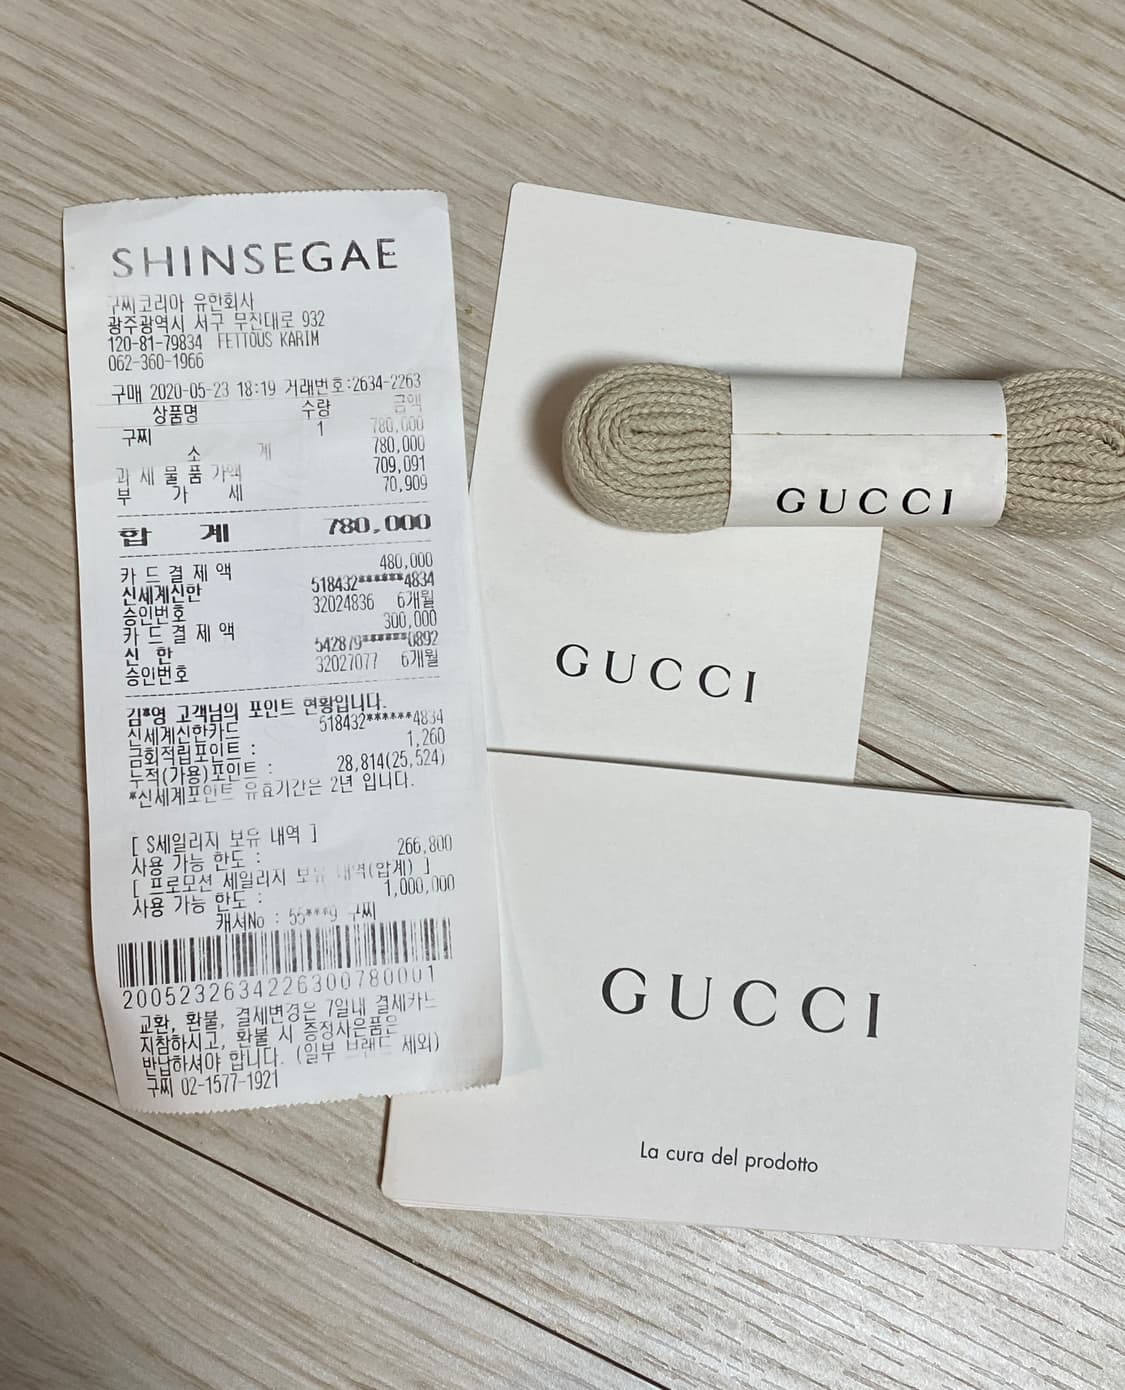 SHINSEGAE
구찌코리아 유한회사
광주광역시 서구 무진대로 932
120-81-79834 FETTOUS KARIM
062-360-1966
구매 2020-05-23 18:19 거래번호:2634-2263
상품명 수량 금액
구찌 1 780,000
소 계 780,000
과 세 물 품 가액 709,091
부 가 세 70,909
합 계 780,000
카 드 결 제 액 480,000
신세계신한 518432******4834
승인번호 32024836 6개월
카 드 결 제 액 300,000
신 한 542879******0892
승인번호 32027077 6개월
김*영 고객님의 포인트 현황입니다.
신세계신한카드 518432******4834
금회적립포인트 : 1,260
누적(가용)포인트 : 28,814(25,524)
*신세계포인트 유효기간은 2년 입니다.
[ S세일리지 보유 내역 ]
사용 가능 한도 : 266,800
[ 프로모션 세일리지 보유 내역(합계) ]
사용 가능 한도 : 1,000,000
캐셔No : 55***9 구찌
2005232634226300780001
교환, 환불, 결제변경은 7일내 결제카드
지참하시고, 환불 시 증정사은품은
반납하셔야 합니다. (일부 브랜드 제외)
구찌 02-1577-1921
GUCCI
GUCCI
GUCCI
La cura del prodotto